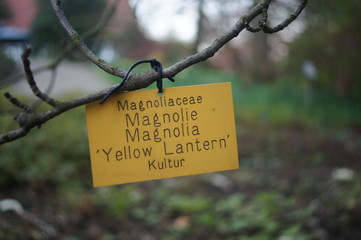 Magnoliaceae
Magnolie
Magnolia
'Yellow Lantern'
Kultur